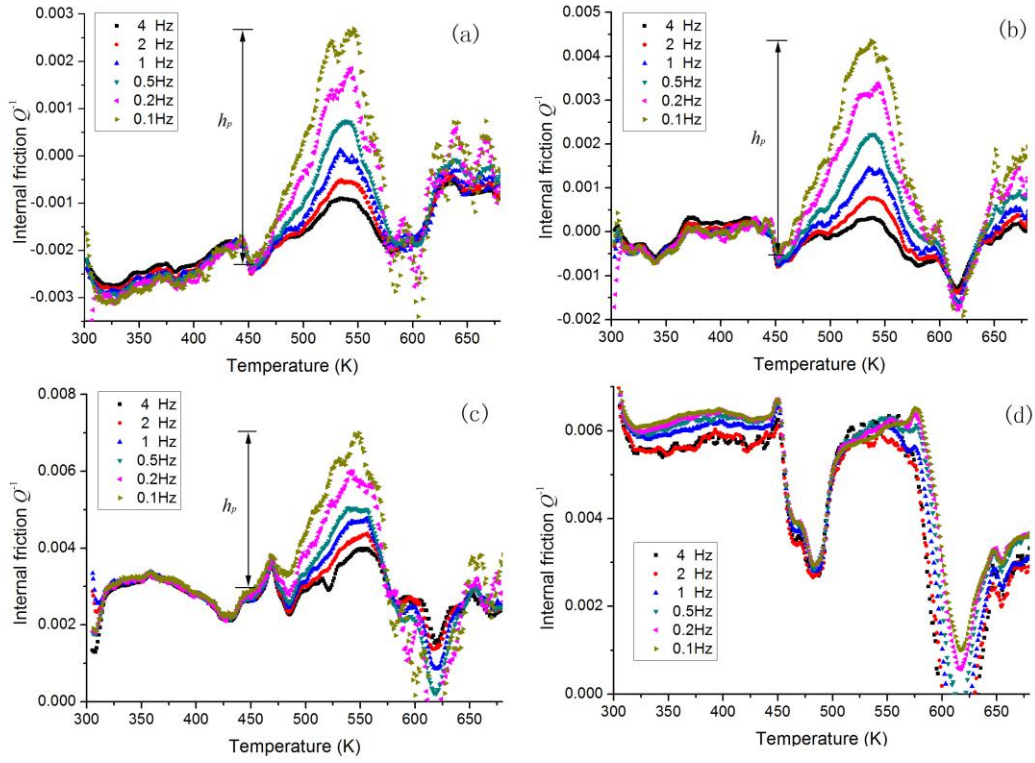 0.003
0.002
0.001
0.000
-0.001
-0.002
-0.003
Internal friction Q⁻¹
4 Hz
2 Hz
1 Hz
0.5Hz
0.2Hz
0.1Hz
hₚ
(a)
300 350 400 450 500 550 600 650
Temperature (K)
0.005
0.004
0.003
0.002
0.001
0.000
-0.001
-0.002
Internal friction Q⁻¹
4 Hz
2 Hz
1 Hz
0.5Hz
0.2Hz
0.1Hz
hₚ
(b)
300 350 400 450 500 550 600 650
Temperature (K)
0.008
0.006
0.004
0.002
0.000
Internal friction Q⁻¹
4 Hz
2 Hz
1 Hz
0.5Hz
0.2Hz
0.1Hz
hₚ
(c)
300 350 400 450 500 550 600 650
Temperature (K)
0.006
0.004
0.002
0.000
Internal friction Q⁻¹
(d)
4 Hz
2 Hz
1 Hz
0.5Hz
0.2Hz
0.1Hz
300 350 400 450 500 550 600 650
Temperature (K)